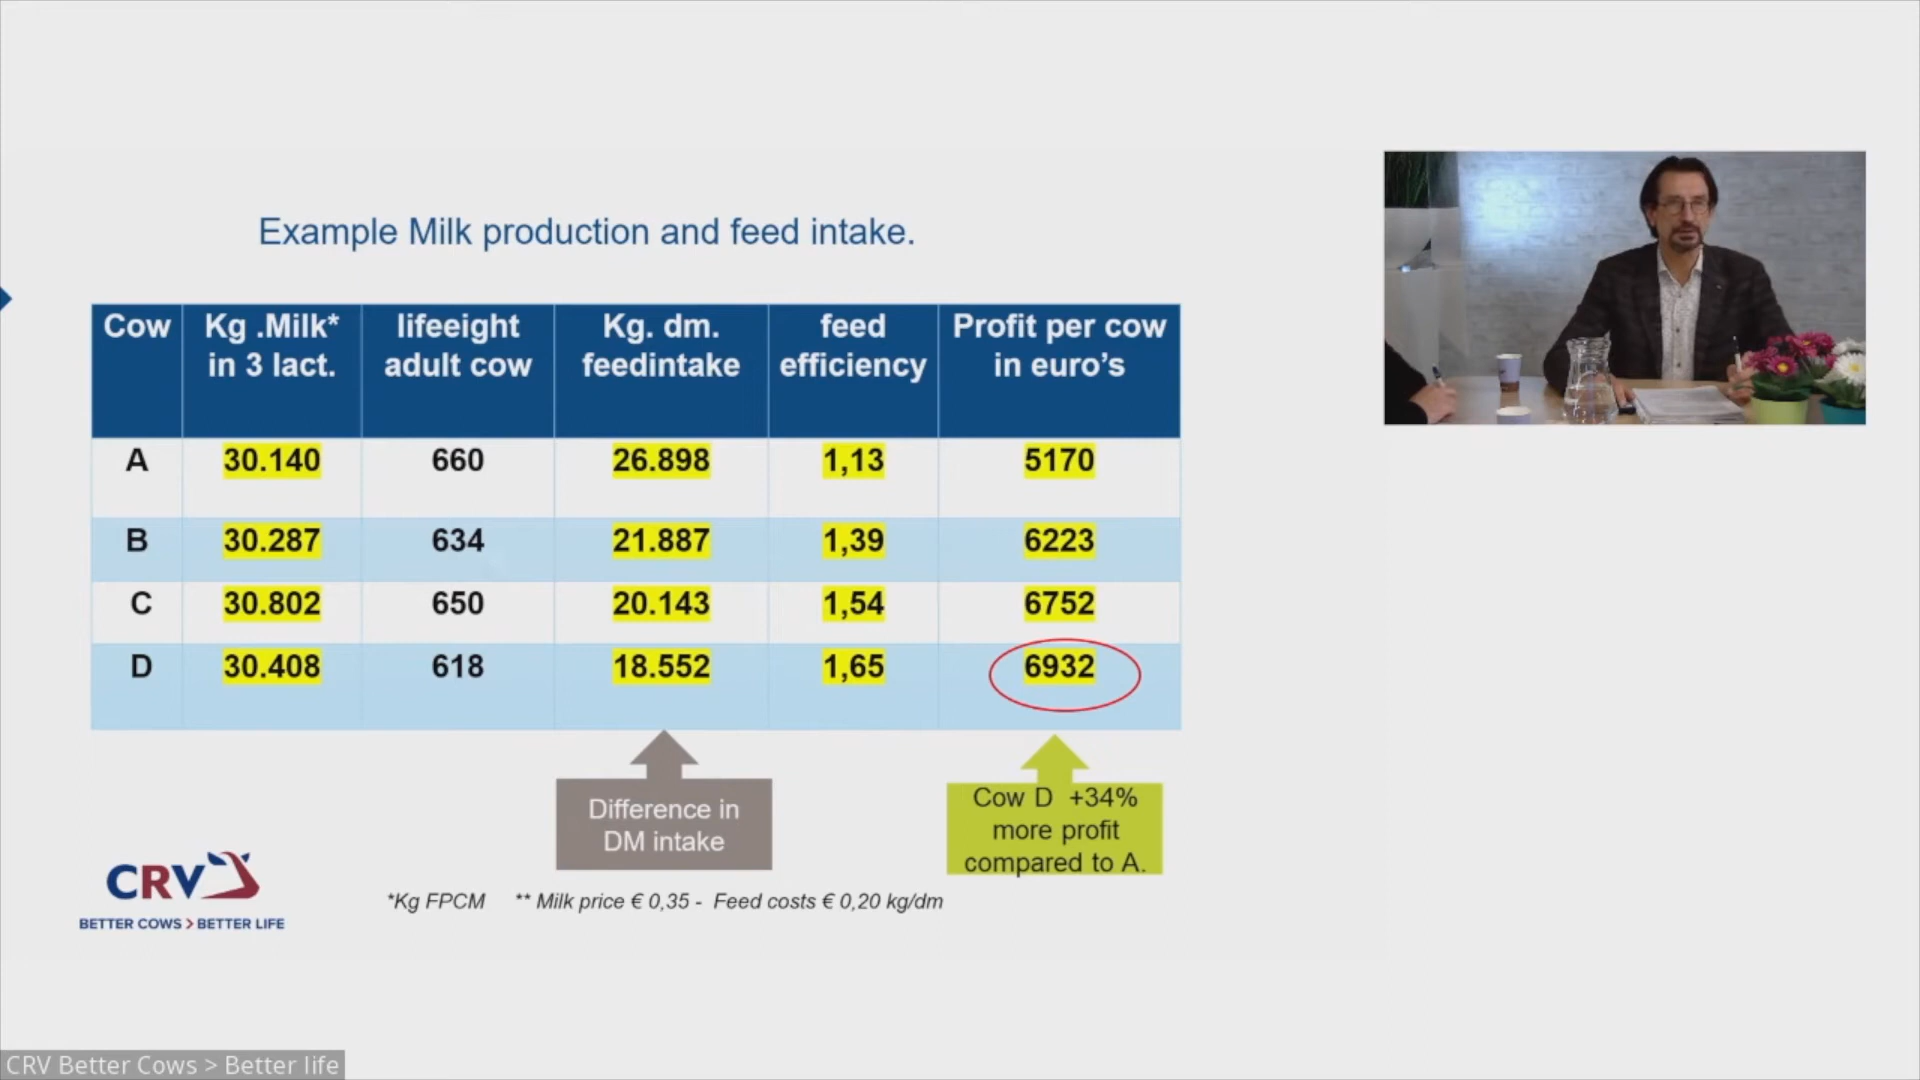 Example Milk production and feed intake.
Cow Kg .Milk* lifeeight Kg. dm. feed Profit per cow
in 3 lact. adult cow feedintake efficiency in euro's
A 30.140 660 26.898 1,13 5170
B 30.287 634 21.887 1,39 6223
C 30.802 650 20.143 1,54 6752
D 30.408 618 18.552 1,65 6932
Difference in
DM intake
Cow D +34%
more profit
compared to A.
CRV
BETTER COWS > BETTER LIFE
*Kg FPCM ** Milk price € 0,35 - Feed costs € 0,20 kg/dm
CRV Better Cows > Better life